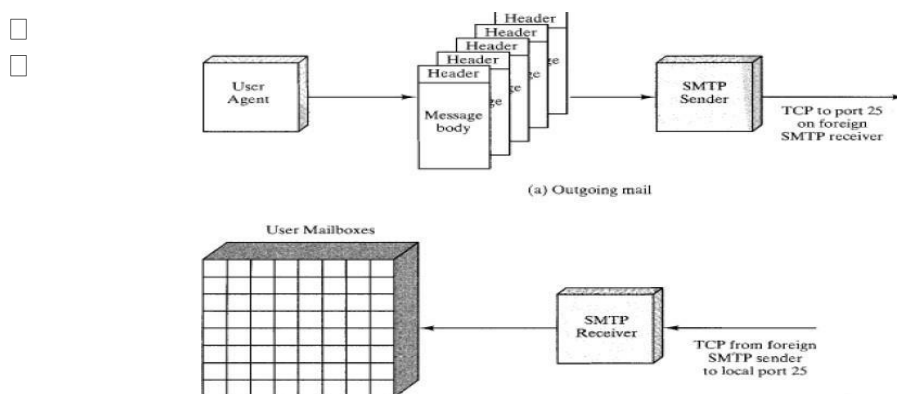 Header
Header
Header
Header
Header
User
Agent
Message
body
SMTP
Sender
TCP to port 25
on foreign
SMTP receiver
(a) Outgoing mail
User Mailboxes
SMTP
Receiver
TCP from foreign
SMTP sender
to local port 25